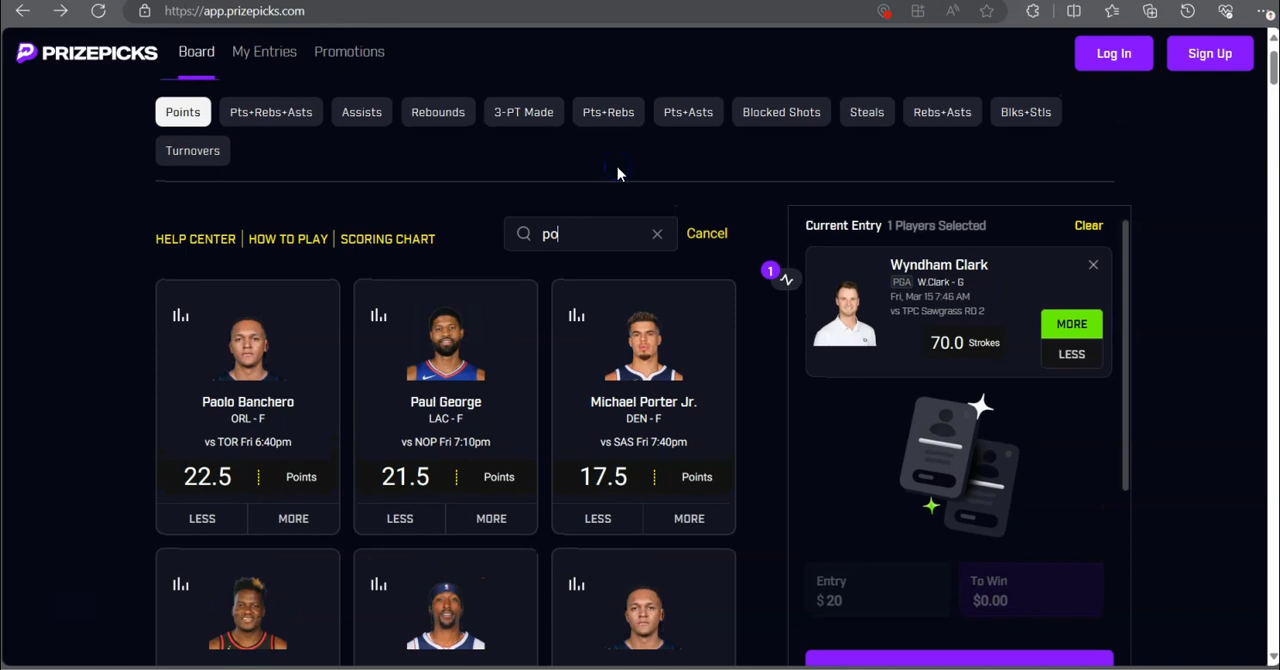 https://app.prizepicks.com
PRIZEPICKS
Board
My Entries
Promotions
Log In
Sign Up
Points
Pts+Rebs+Asts
Assists
Rebounds
3-PT Made
Pts+Rebs
Pts+Asts
Blocked Shots
Steals
Rebs+Asts
Blks+Stls
Turnovers
HELP CENTER
HOW TO PLAY
SCORING CHART
po
Cancel
Paolo Banchero
ORL - F
vs TOR Fri 6:40pm
22.5
Points
LESS
MORE
Paul George
LAC - F
vs NOP Fri 7:10pm
21.5
Points
LESS
MORE
Michael Porter Jr.
DEN - F
vs SAS Fri 7:40pm
17.5
Points
LESS
MORE
Current Entry
1 Players Selected
Clear
1
Wyndham Clark
PGA
W.Clark - G
Fri, Mar 15 7:46 AM
vs TPC Sawgrass RD 2
70.0
Strokes
MORE
LESS
Entry
$ 20
To Win
$0.00